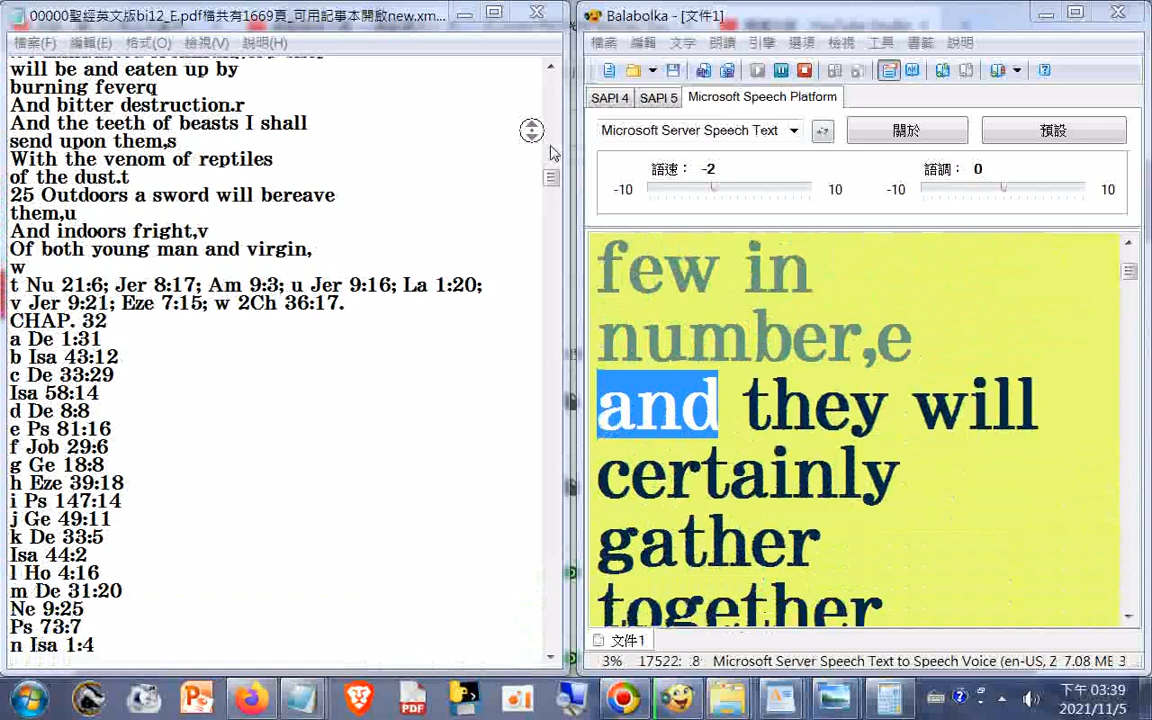 00000聖經英文版bi12_E.pdf檔共有1669頁_可用記事本開啟new.xm...
檔案(F) 編輯(E) 格式(O) 檢視(V) 說明(H)
will be and eaten up by
burning feverq
And bitter destruction.r
And the teeth of beasts I shall
send upon them,s
With the venom of reptiles
of the dust.t
25 Outdoors a sword will bereave
them,u
And indoors fright,v
Of both young man and virgin,
w
t Nu 21:6; Jer 8:17; Am 9:3; u Jer 9:16; La 1:20;
v Jer 9:21; Eze 7:15; w 2Ch 36:17.
CHAP. 32
a De 1:31
b Isa 43:12
c De 33:29
Isa 58:14
d De 8:8
e Ps 81:16
f Job 29:6
g Ge 18:8
h Eze 39:18
i Ps 147:14
j Ge 49:11
k De 33:5
Isa 44:2
l Ho 4:16
m De 31:20
Ne 9:25
Ps 73:7
n Isa 1:4
Balabolka - [文件1]
檔案 編輯 文字 朗讀 引擎 選項 檢視 工具 書籤 說明
SAPI 4 SAPI 5 Microsoft Speech Platform
Microsoft Server Speech Text 關於 預設
語速： -2 語調： 0
-10 10 -10 10
few in
number,e
and they will
certainly
gather
together
文件1
3% 17522: .8 Microsoft Server Speech Text to Speech Voice (en-US, Z 7.08 ME 3
PDF
下午 03:39
2021/11/5